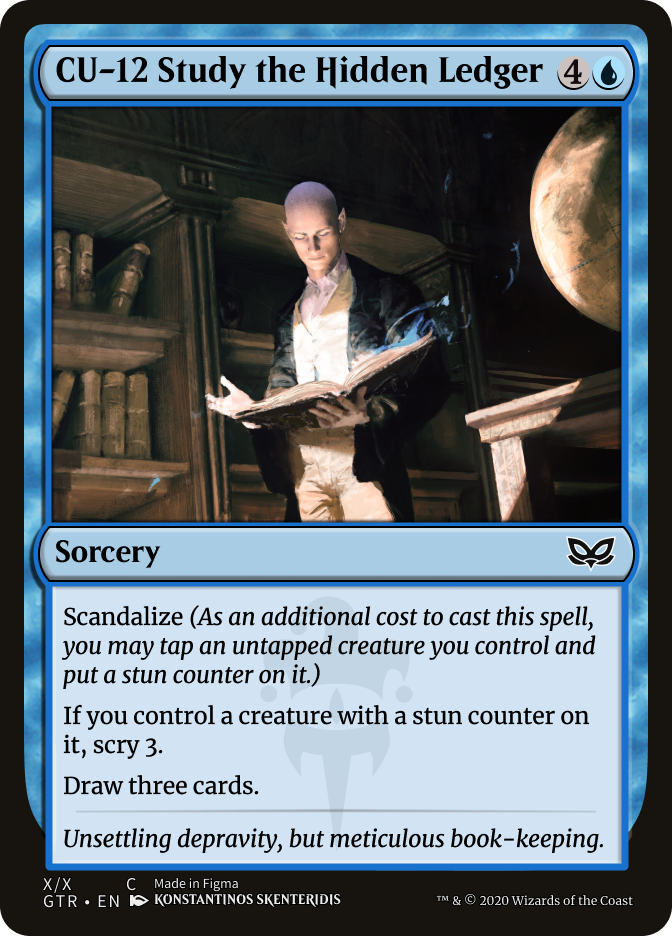 CU-12 Study the Hidden Ledger 4
Sorcery
Scandalize (As an additional cost to cast this spell,
you may tap an untapped creature you control and
put a stun counter on it.)
If you control a creature with a stun counter on
it, scry 3.
Draw three cards.
Unsettling depravity, but meticulous book-keeping.
X/X C Made in Figma
GTR • EN KONSTANTINOS SKENTERIDIS ™ & © 2020 Wizards of the Coast